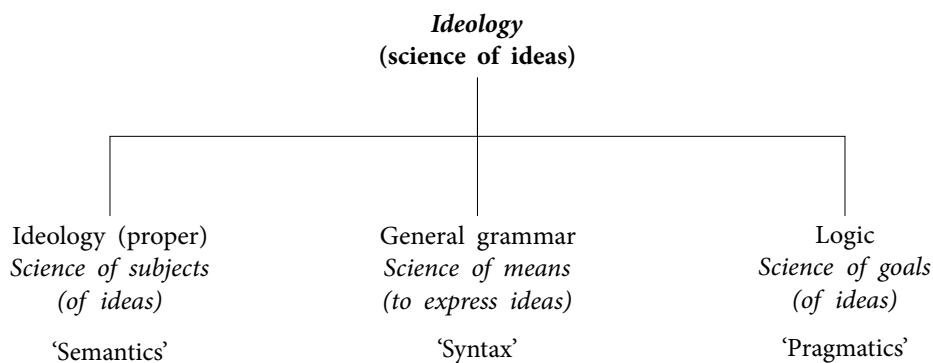 Ideology
(science of ideas)
Ideology (proper)
Science of subjects
(of ideas)
‘Semantics’
General grammar
Science of means
(to express ideas)
‘Syntax’
Logic
Science of goals
(of ideas)
‘Pragmatics’